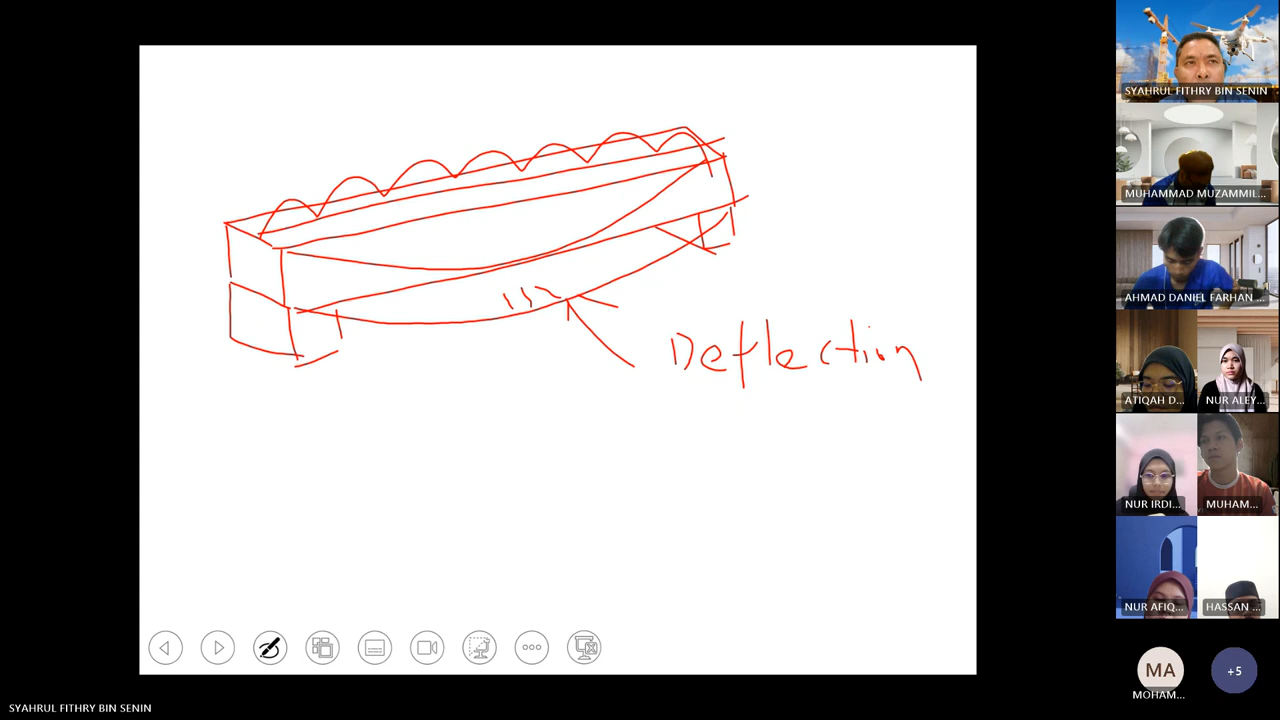 Deflection
SYAHRUL FITHRY BIN SENIN
MUHAMMAD MUZAMMIL...
AHMAD DANIEL FARHAN ...
ATIQAH D...
NUR ALEY...
NUR IRDI...
MUHAM...
NUR AFIQ...
HASSAN ...
MA
MOHAM...
+5
SYAHRUL FITHRY BIN SENIN